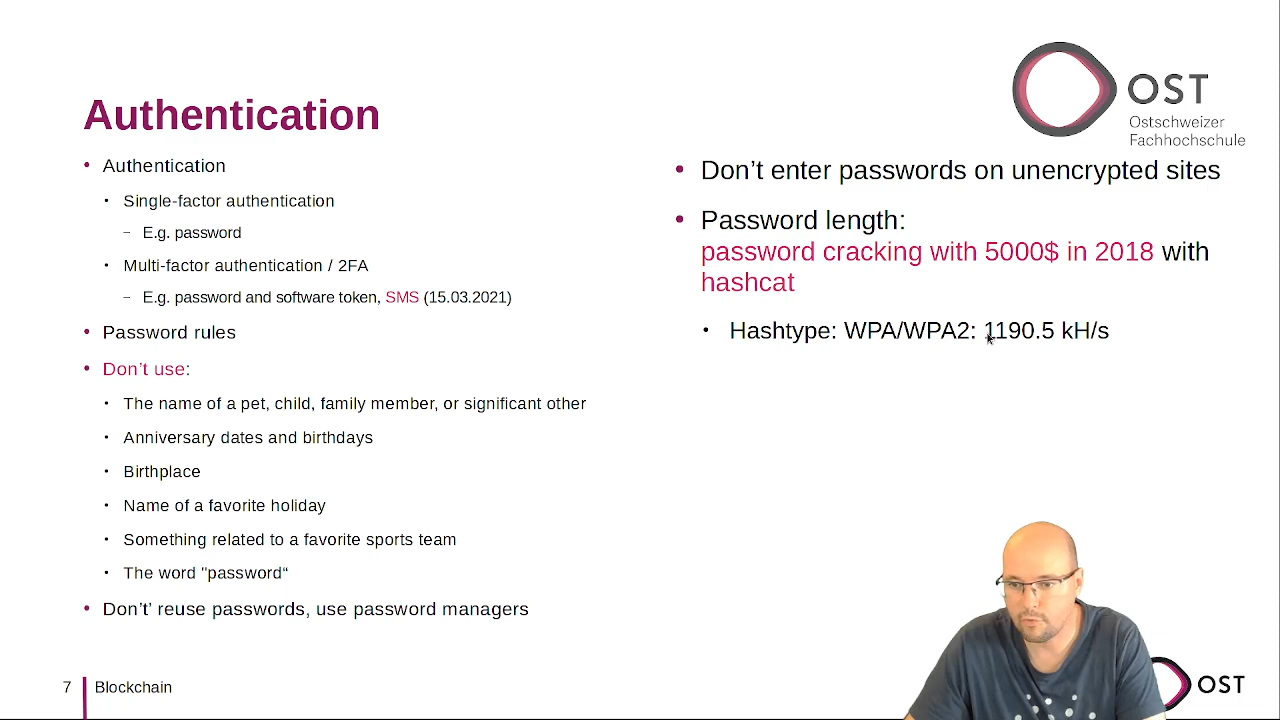 OST
Ostschweizer
Fachhochschule
Authentication
• Authentication
• Single-factor authentication
– E.g. password
• Multi-factor authentication / 2FA
– E.g. password and software token, SMS (15.03.2021)
• Password rules
• Don’t use:
• The name of a pet, child, family member, or significant other
• Anniversary dates and birthdays
• Birthplace
• Name of a favorite holiday
• Something related to a favorite sports team
• The word "password“
• Don’t’ reuse passwords, use password managers
• Don’t enter passwords on unencrypted sites
• Password length:
password cracking with 5000$ in 2018 with
hashcat
• Hashtype: WPA/WPA2: 1190.5 kH/s
7 Blockchain
OST